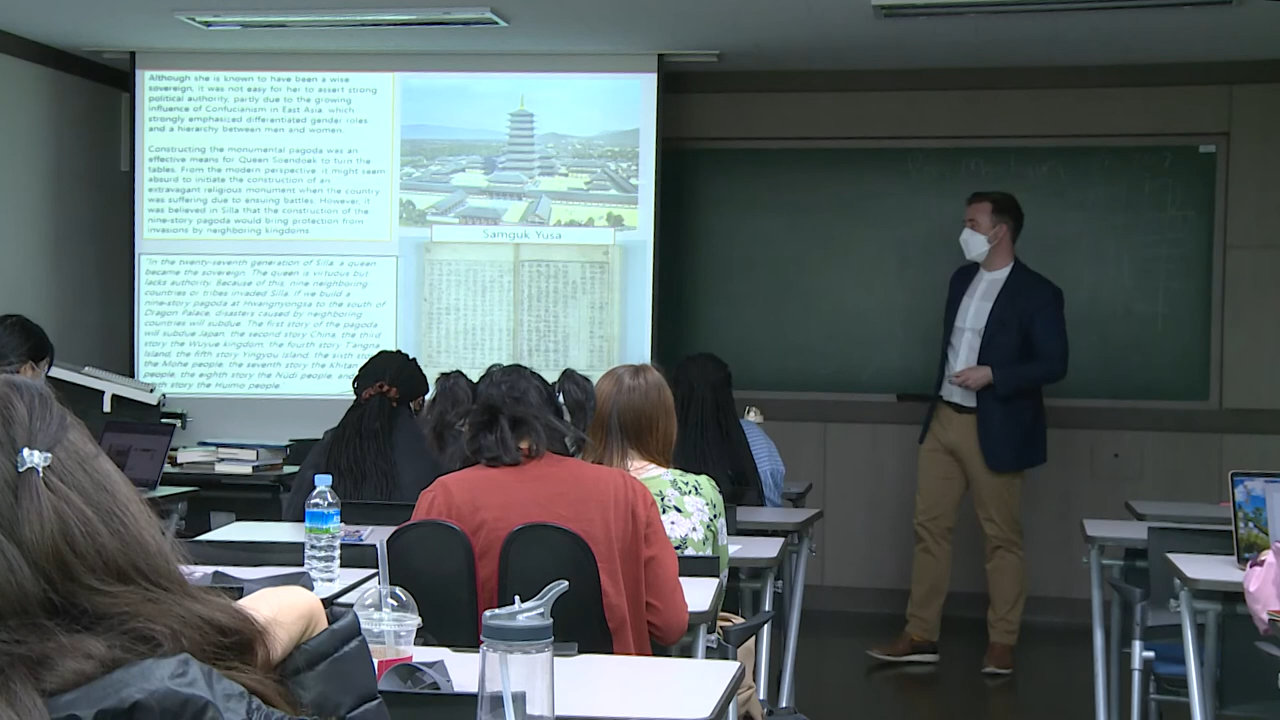 Although she is known to have been a wise
sovereign, it was not easy for her to assert strong
political authority, partly due to the growing
influence of Confucianism in East Asia, which
strongly emphasized differentiated gender roles
and a hierarchy between men and women.
Constructing the monumental pagoda was an
effective means for Queen Seondeok to turn the
tables. From the modern perspective, it might seem
absurd to initiate the construction of an
extravagant religious monument when the country
was suffering due to ensuing battles. However, it
was believed in Silla that the construction of the
nine-story pagoda would bring protection from
invasions by neighboring kingdoms
Samguk Yusa
"In the twenty-seventh generation of Silla, a queen
became the sovereign. The queen is virtuous but
lacks authority. Because of this, nine neighboring
countries or tribes invaded Silla. If we build a
nine-story pagoda at Hwangnyongsa to the south of
Dragon Palace, disasters caused by neighboring
countries will subdue. The first story of the pagoda
will subdue Japan, the second story China, the third
story the Wuyue kingdom, the fourth story Tangna
Island, the fifth story Yingyou island, the sixth story
the Mohe people, the seventh story the Khitan
people, the eighth story the Nudi people, and
story the Huimo people.